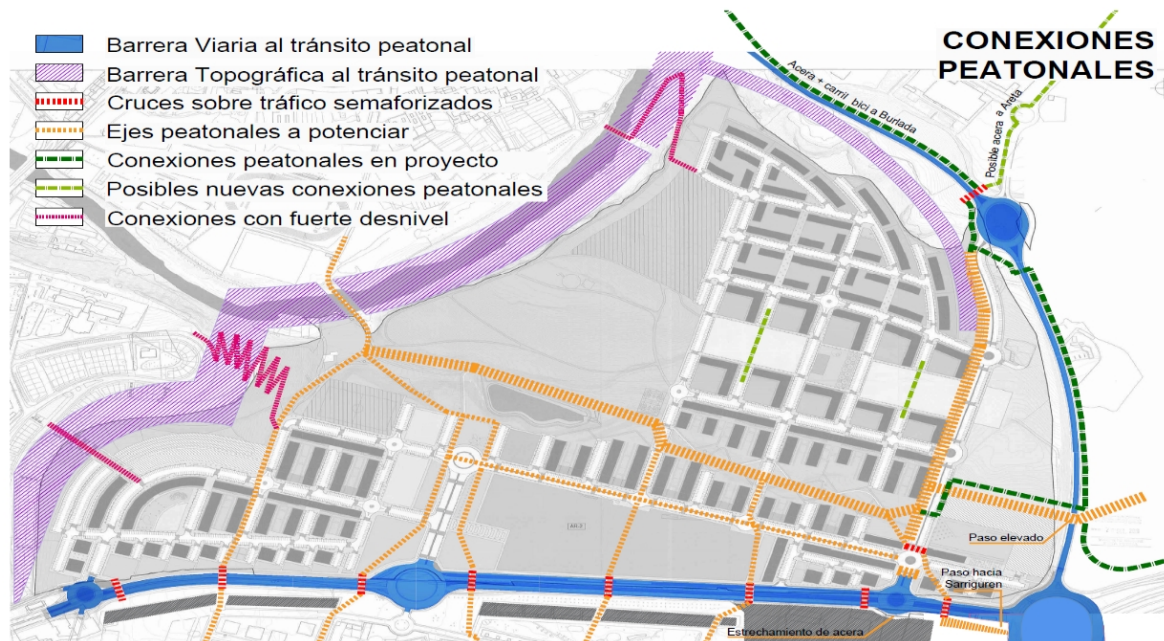 CONEXIONES
PEATONALES
Barrera Viaria al tránsito peatonal
Barrera Topográfica al tránsito peatonal
Cruces sobre tráfico semaforizados
Ejes peatonales a potenciar
Conexiones peatonales en proyecto
Posibles nuevas conexiones peatonales
Conexiones con fuerte desnivel
Acera + carril bici a Burlada
Posible acera a Areta
Paso elevado
Paso hacia
Sarriguren
Estrechamiento de acera